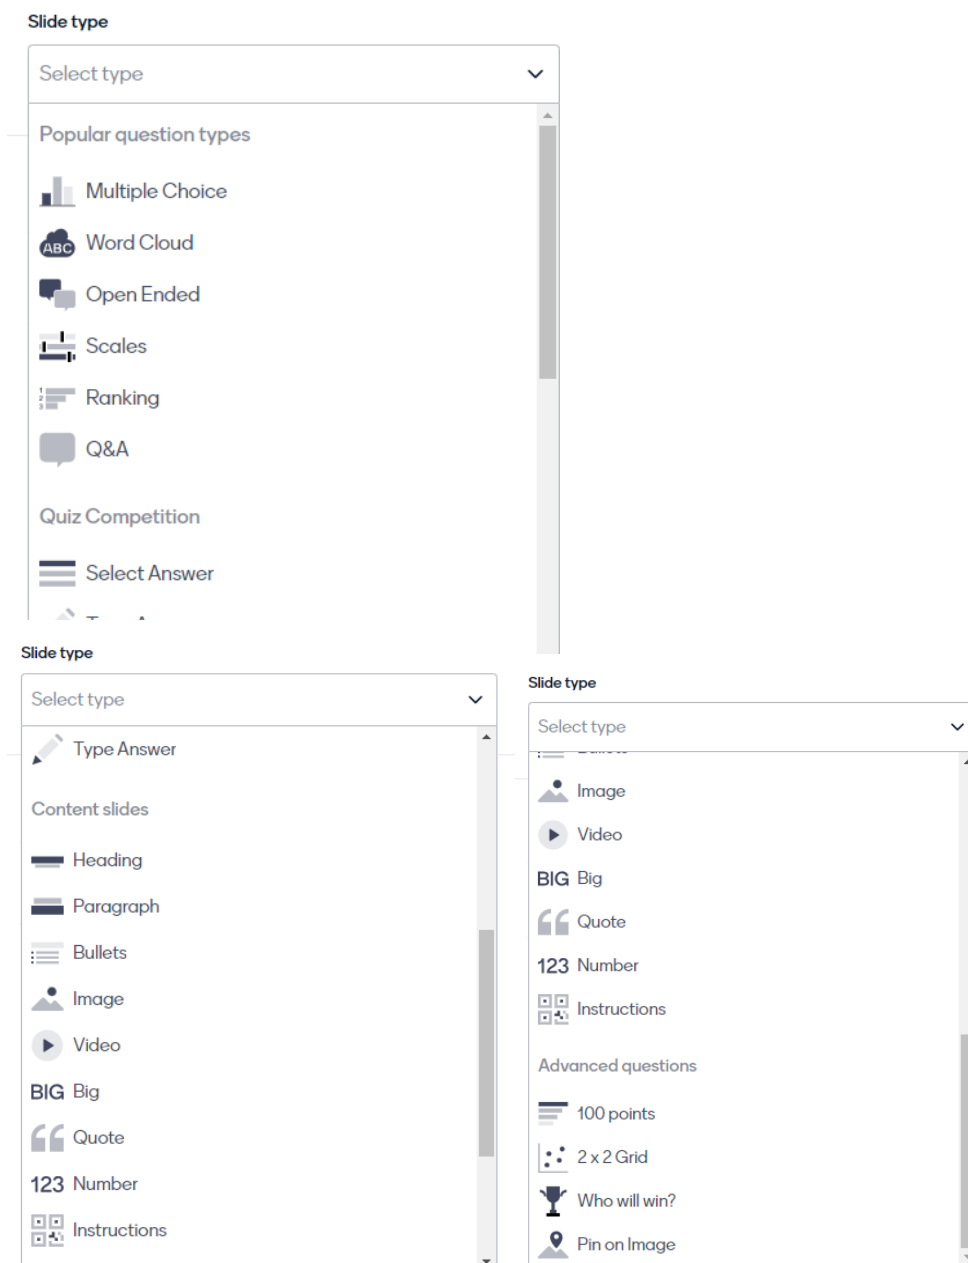 Slide type
Select type
Popular question types
Multiple Choice
ABC Word Cloud
Open Ended
Scales
1 2 3 Ranking
Q&A
Quiz Competition
Select Answer
Slide type
Select type
Type Answer
Content slides
Heading
Paragraph
Bullets
Image
Video
BIG Big
Quote
123 Number
Instructions
Slide type
Select type
Image
Video
BIG Big
Quote
123 Number
Instructions
Advanced questions
100 points
2 x 2 Grid
Who will win?
Pin on Image